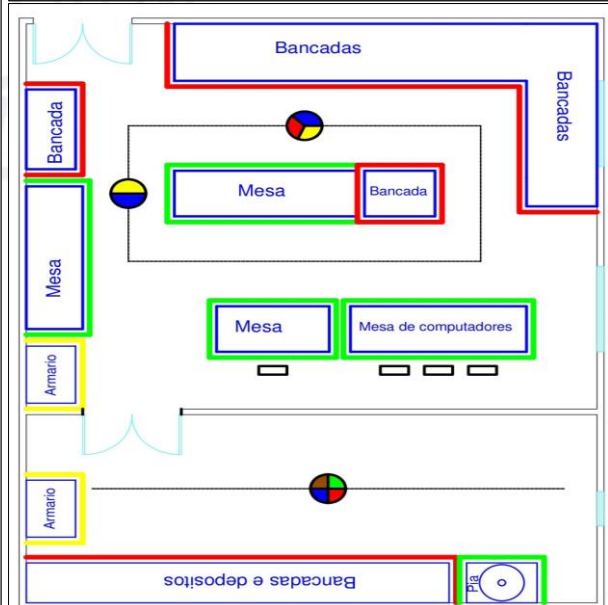 Bancadas
Bancadas
Bancada
Mesa
Bancada
Mesa
Mesa
Mesa de computadores
Armario
Armario
Bancadas e depositos
Pia